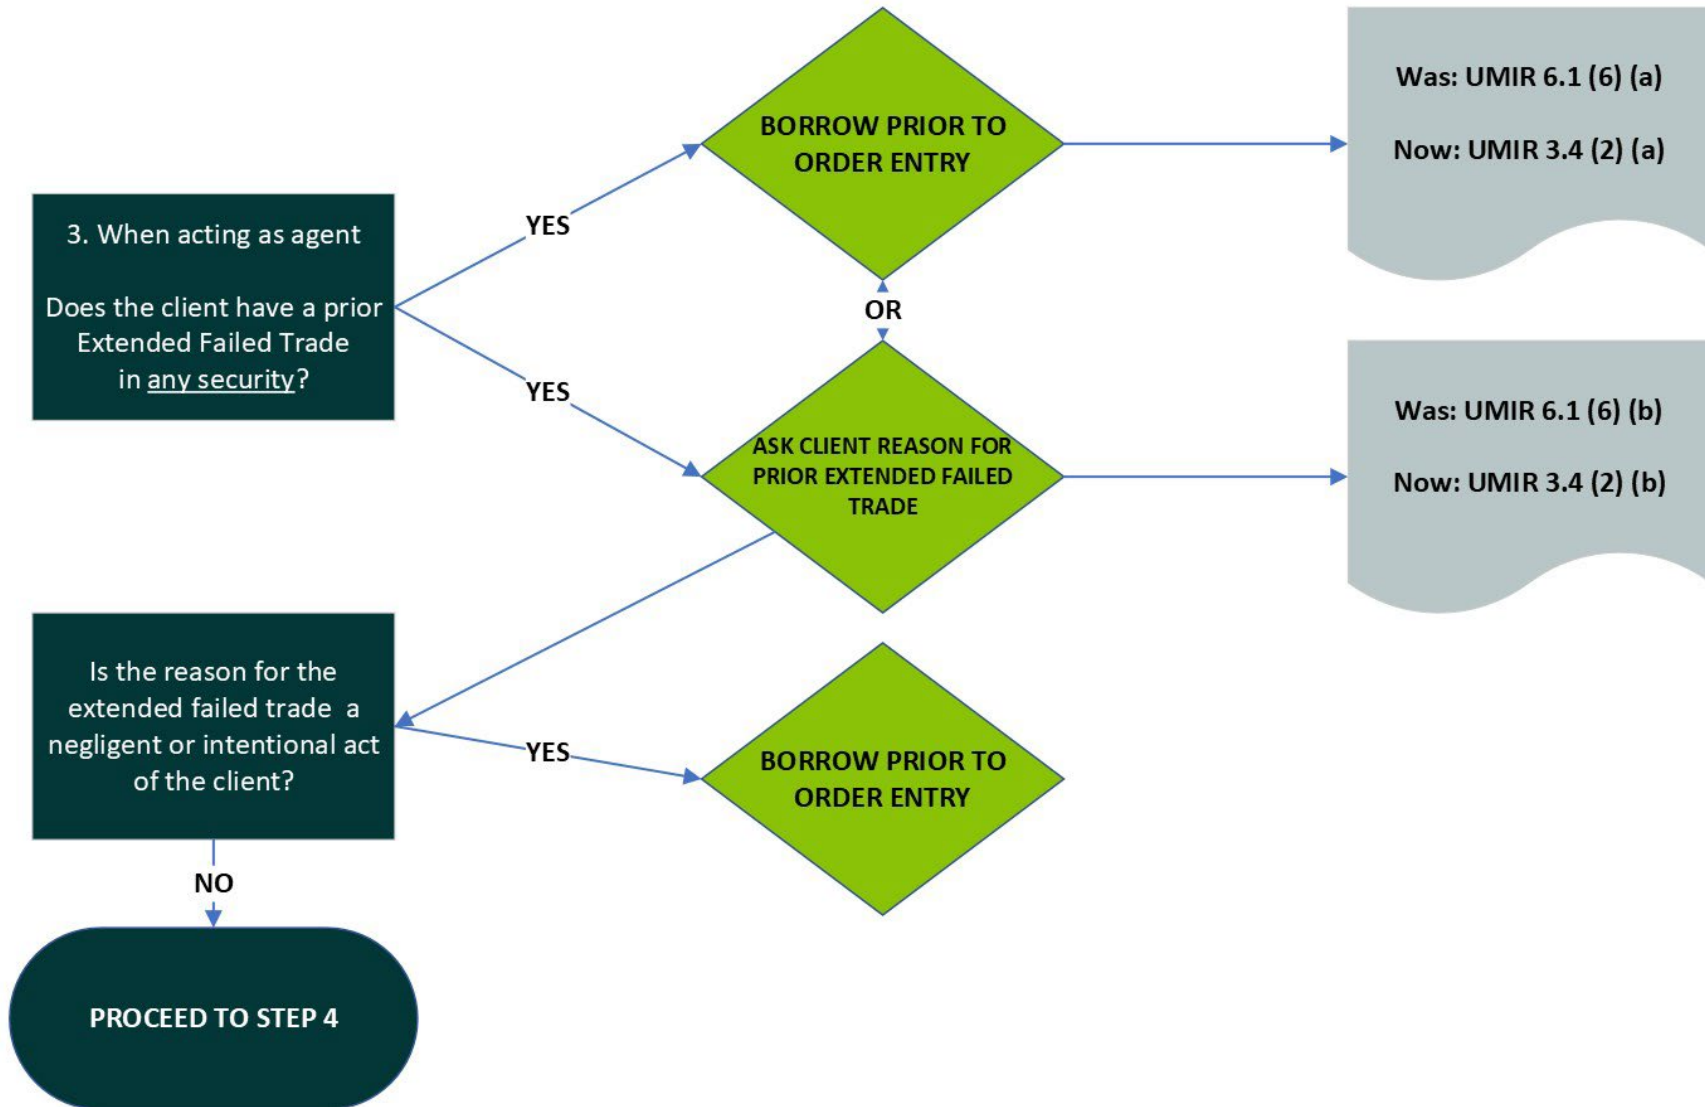 3. When acting as agent
Does the client have a prior
Extended Failed Trade
in any security?
YES
BORROW PRIOR TO
ORDER ENTRY
Was: UMIR 6.1 (6) (a)
Now: UMIR 3.4 (2) (a)
OR
YES
ASK CLIENT REASON FOR
PRIOR EXTENDED FAILED
TRADE
Was: UMIR 6.1 (6) (b)
Now: UMIR 3.4 (2) (b)
Is the reason for the
extended failed trade a
negligent or intentional act
of the client?
YES
BORROW PRIOR TO
ORDER ENTRY
NO
PROCEED TO STEP 4